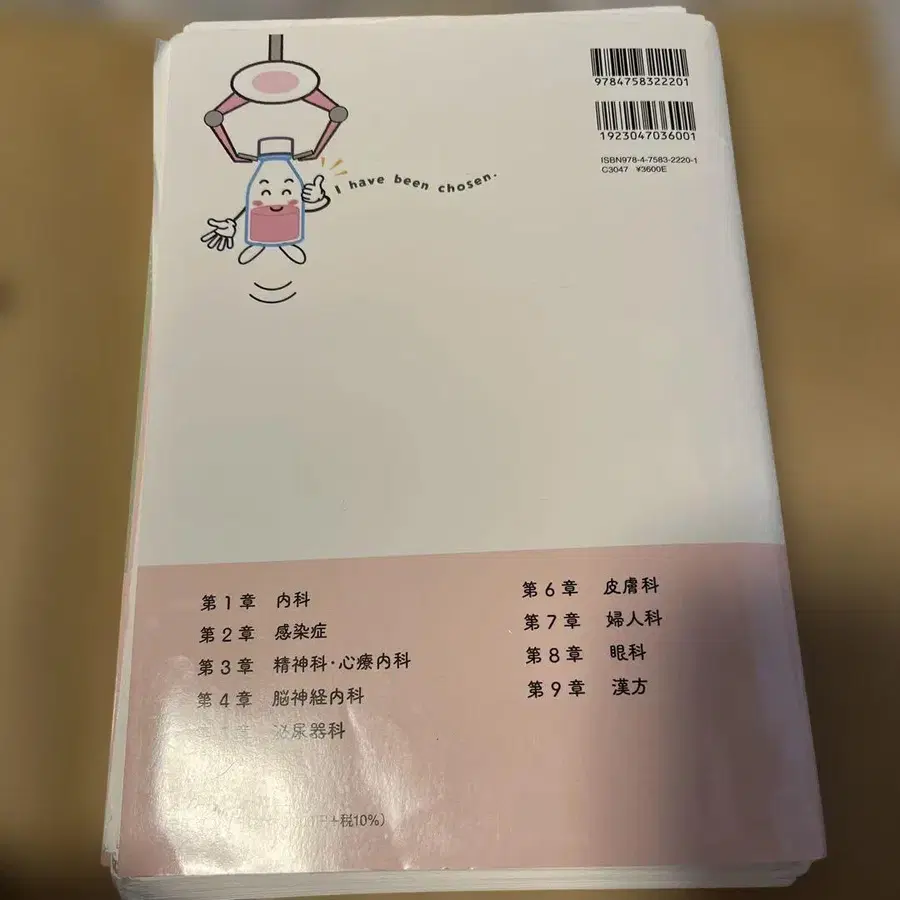 9784758322201
1923047036001
ISBN978-4-7583-2220-1
C3047 ¥3600E
I have been chosen.
第1章 内科
第2章 感染症
第3章 精神科・心療内科
第4章 脳神経内科
章 泌尿器科
第6章 皮膚科
第7章 婦人科
第8章 眼科
第9章 漢方
円+税10%)